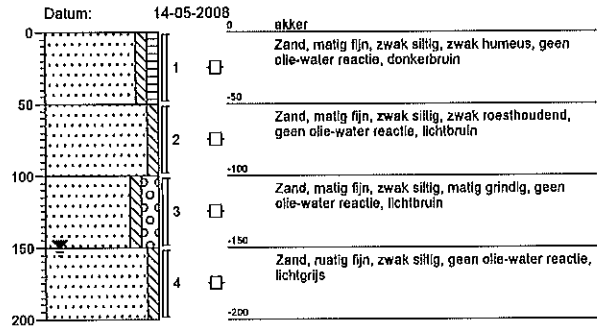 Datum: 14-05-2008
0 akker
0
Zand, matig fijn, zwak siltig, zwak humeus, geen
olie-water reactie, donkerbruin
1
-50
50
Zand, matig fijn, zwak siltig, zwak roesthoudend,
geen olie-water reactie, lichtbruin
2
-100
100
Zand, matig fijn, zwak siltig, matig grindig, geen
olie-water reactie, lichtbruin
3
-150
150
Zand, matig fijn, zwak siltig, geen olie-water reactie,
lichtgrijs
4
-200
200